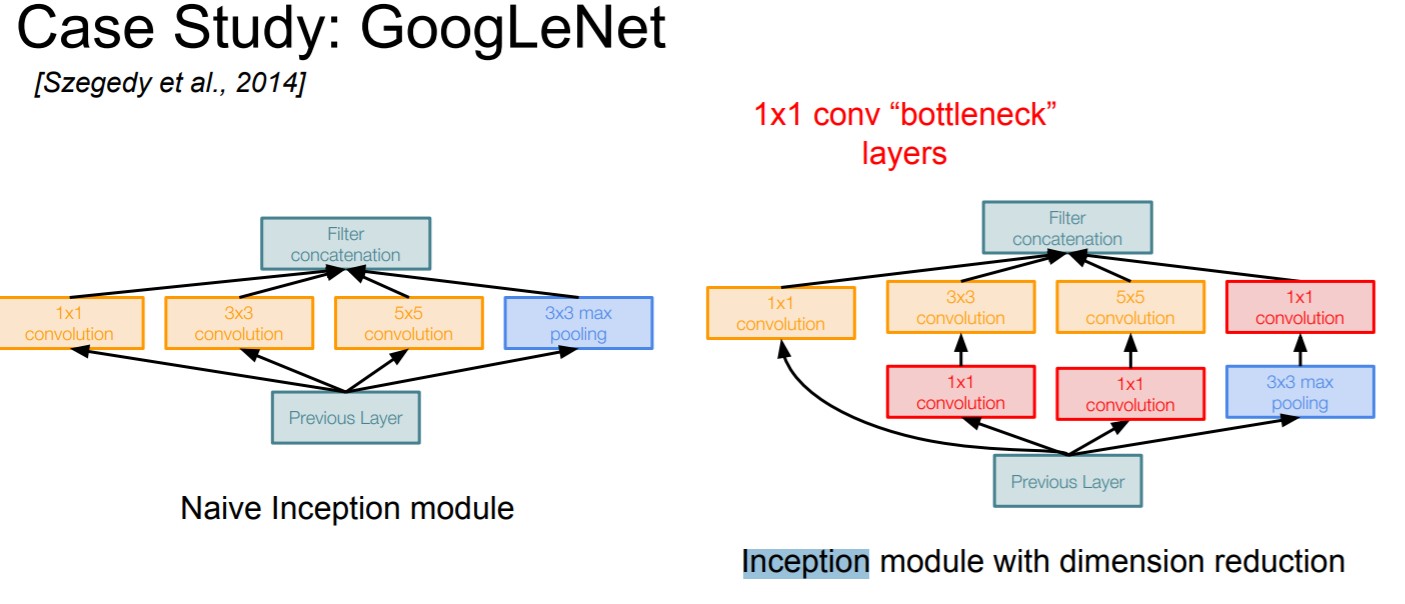 Case Study: GoogLeNet
[Szegedy et al., 2014]
1x1 conv “bottleneck”
layers
Filter
concatenation
1x1
convolution
3x3
convolution
5x5
convolution
3x3 max
pooling
Previous Layer
Naive Inception module
Filter
concatenation
1x1
convolution
3x3
convolution
5x5
convolution
1x1
convolution
1x1
convolution
1x1
convolution
3x3 max
pooling
Previous Layer
Inception module with dimension reduction